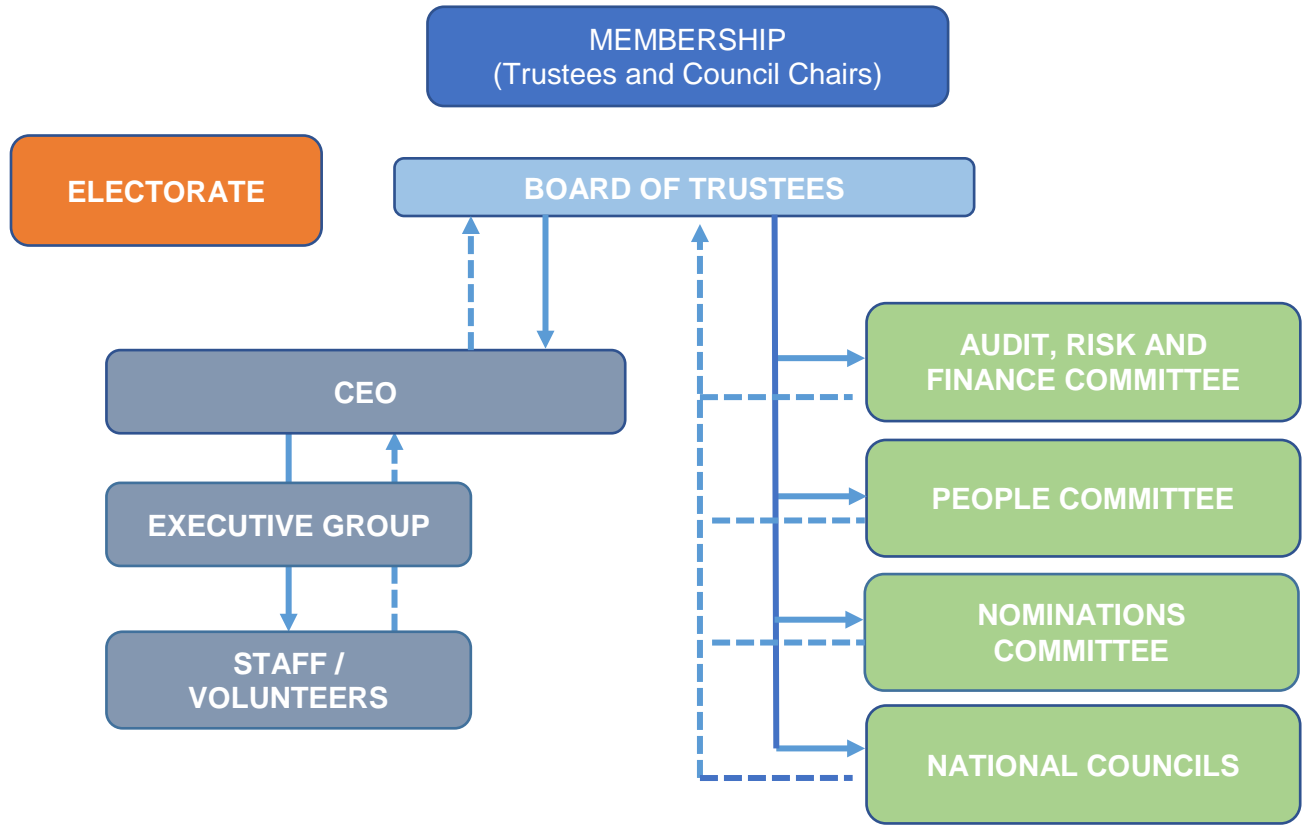 MEMBERSHIP
(Trustees and Council Chairs)
ELECTORATE
BOARD OF TRUSTEES
CEO
EXECUTIVE GROUP
STAFF /
VOLUNTEERS
AUDIT, RISK AND
FINANCE COMMITTEE
PEOPLE COMMITTEE
NOMINATIONS
COMMITTEE
NATIONAL COUNCILS